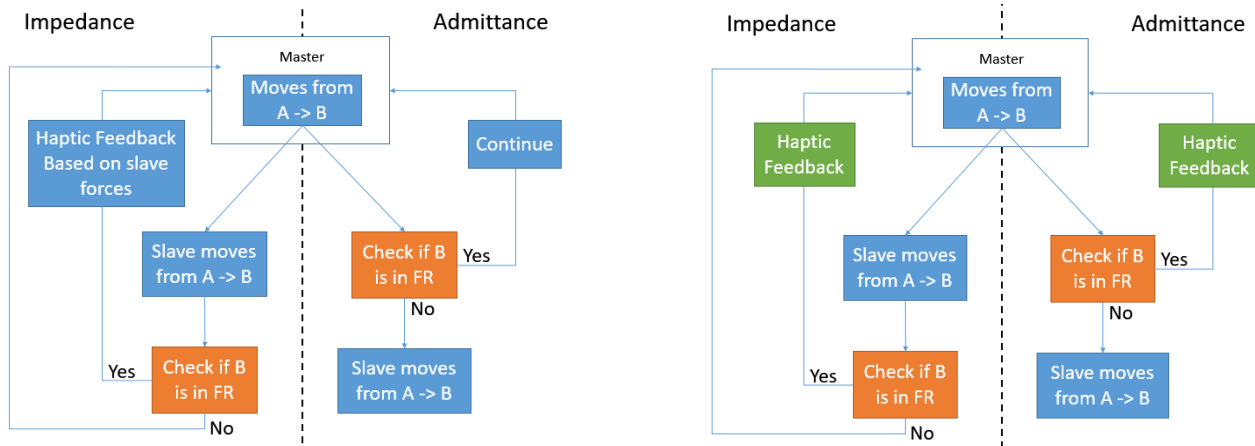 Impedance
Admittance
Master
Moves from
A -> B
Haptic Feedback
Based on slave
forces
Continue
Slave moves
from A -> B
Check if B
is in FR
Yes
No
Check if B
is in FR
Yes
No
Slave moves
from A -> B
Impedance
Admittance
Master
Moves from
A -> B
Haptic
Feedback
Haptic
Feedback
Slave moves
from A -> B
Check if B
is in FR
Yes
No
Check if B
is in FR
Yes
No
Slave moves
from A -> B